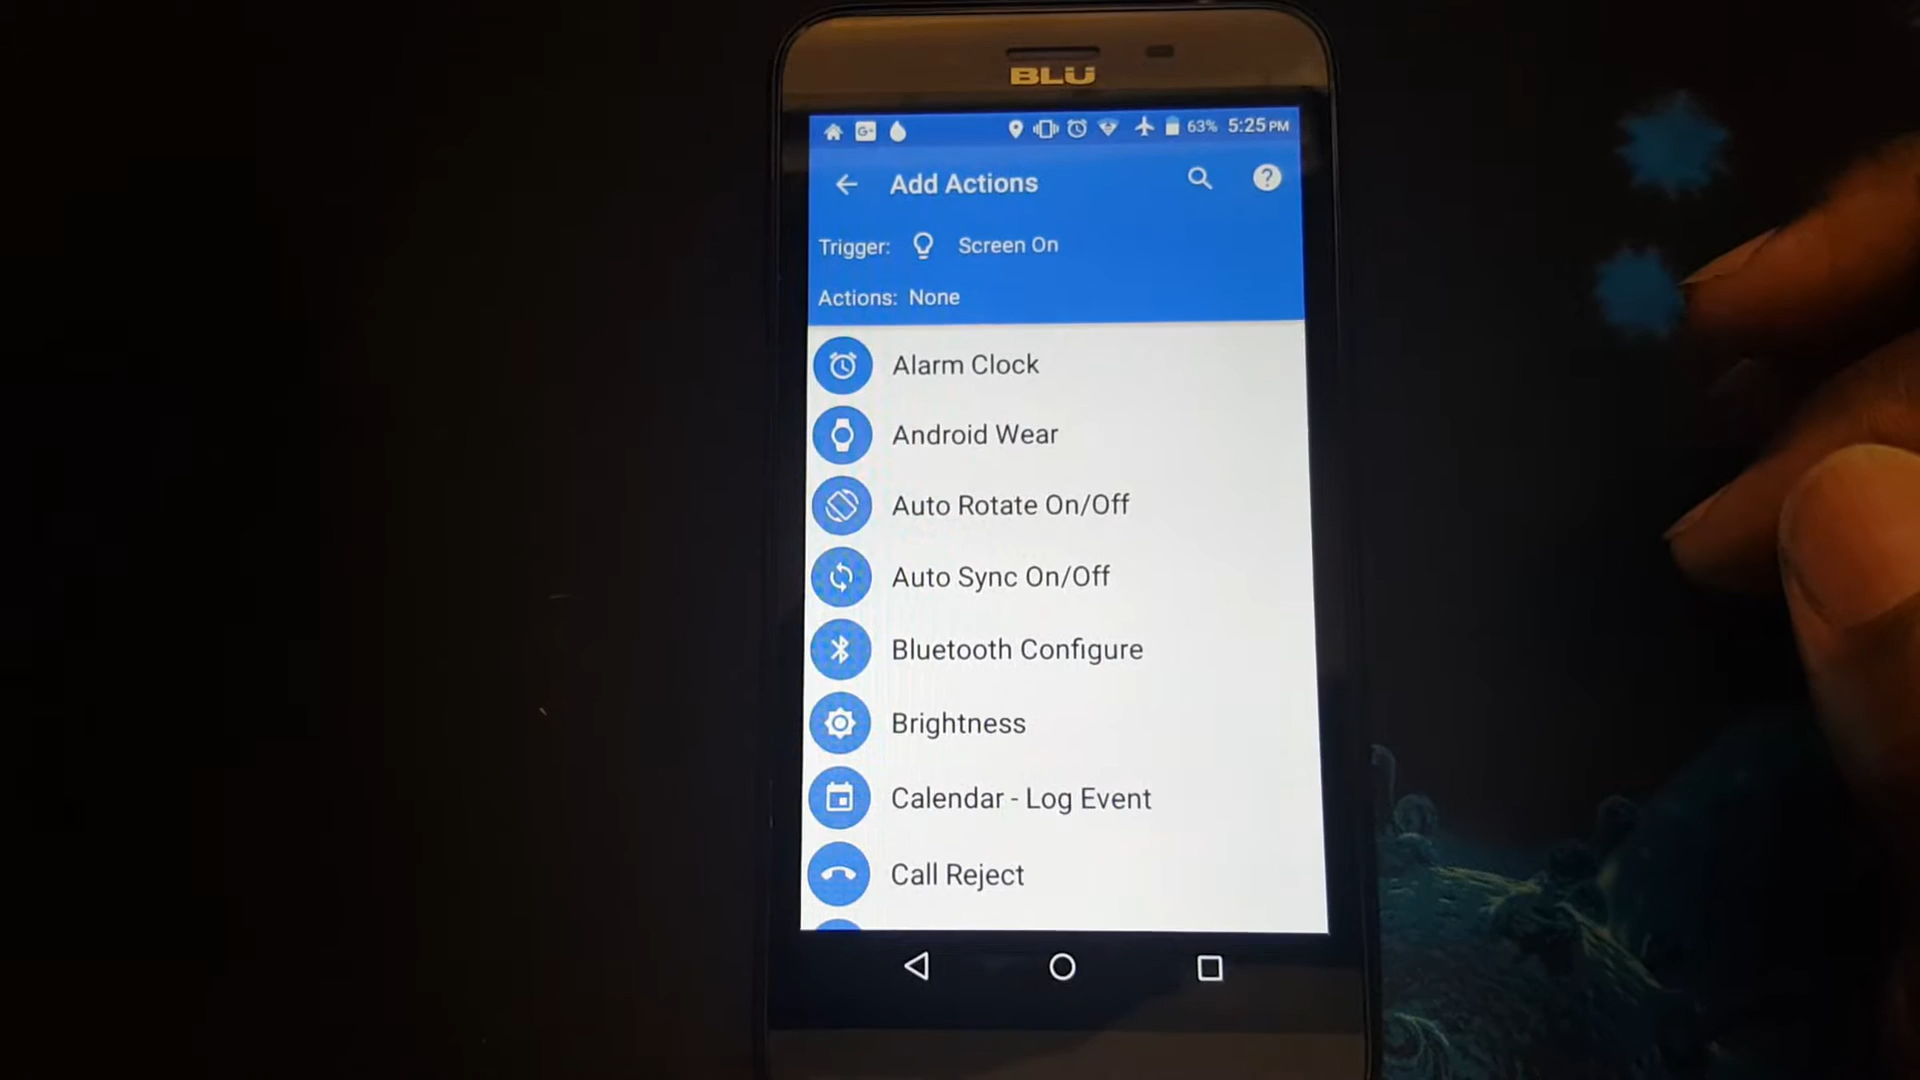 BLU
G+ 63% 5:25 PM
Add Actions ?
Trigger: Screen On
Actions: None
Alarm Clock
Android Wear
Auto Rotate On/Off
Auto Sync On/Off
Bluetooth Configure
Brightness
Calendar - Log Event
Call Reject